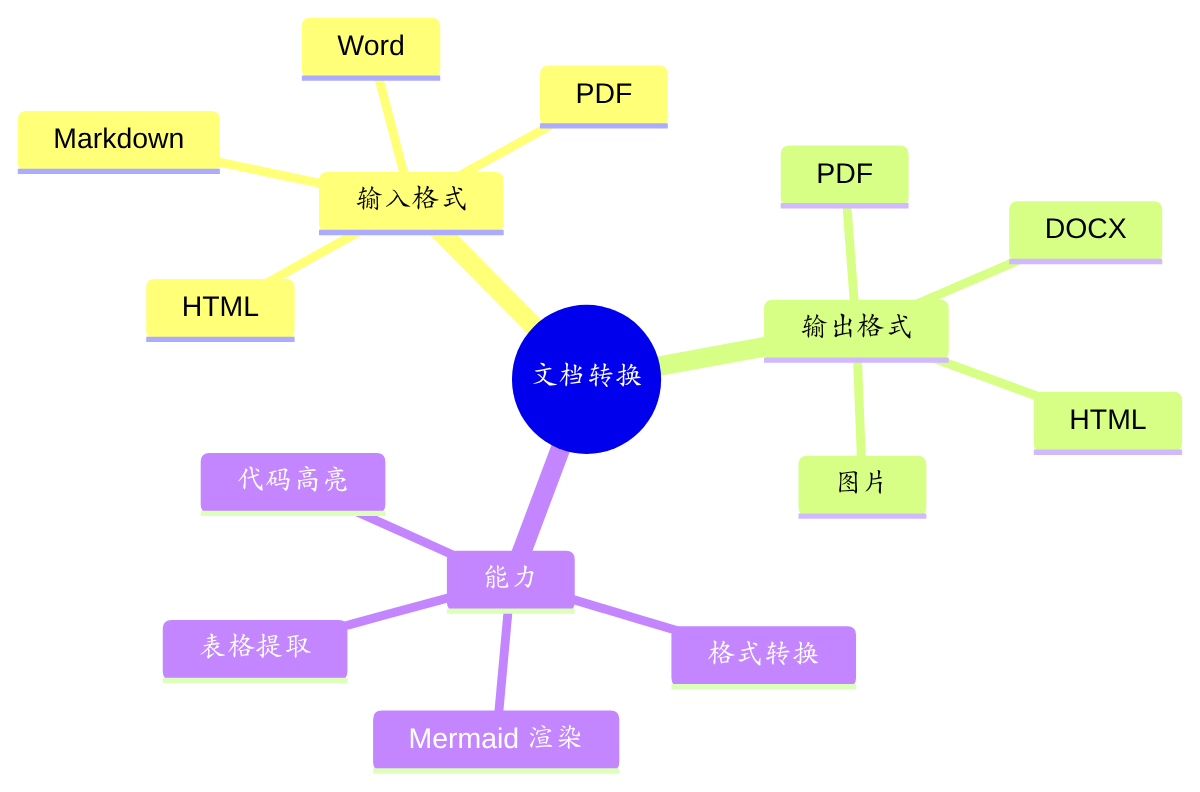 Word
PDF
Markdown
输入格式
HTML
PDF
DOCX
输出格式
HTML
图片
文档转换
代码高亮
能力
表格提取
格式转换
Mermaid 渲染